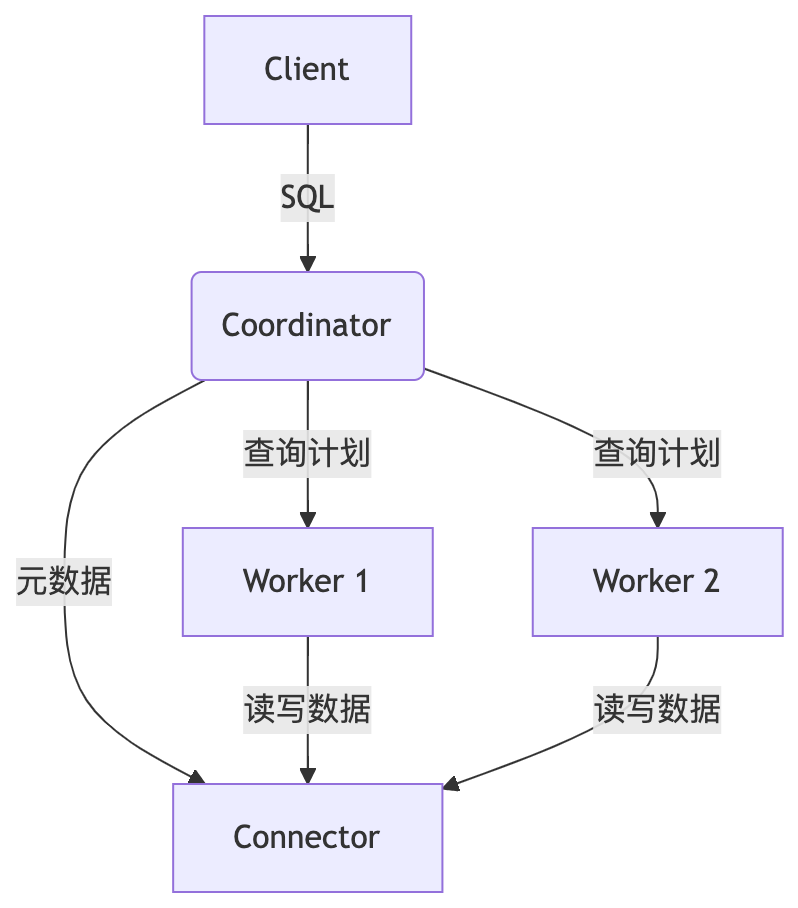 Client
SQL
Coordinator
查询计划
查询计划
元数据
Worker 1
Worker 2
读写数据
读写数据
Connector